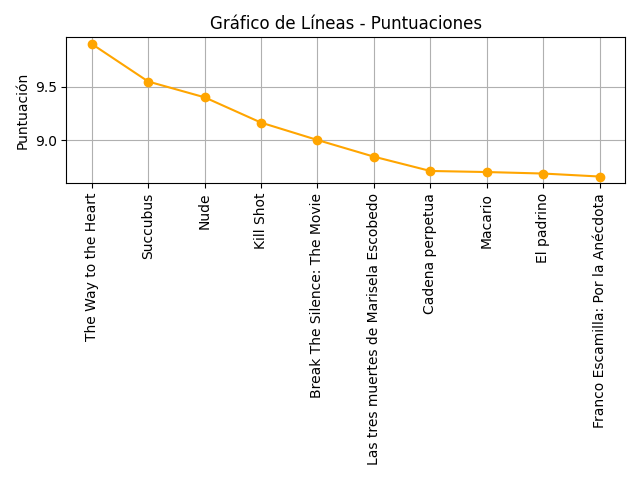 Gráfico de Líneas - Puntuaciones
Puntuación
9.5
9.0
The Way to the Heart
Succubus
Nude
Kill Shot
Break The Silence: The Movie
Las tres muertes de Marisela Escobedo
Cadena perpetua
Macario
El padrino
Franco Escamilla: Por la Anécdota